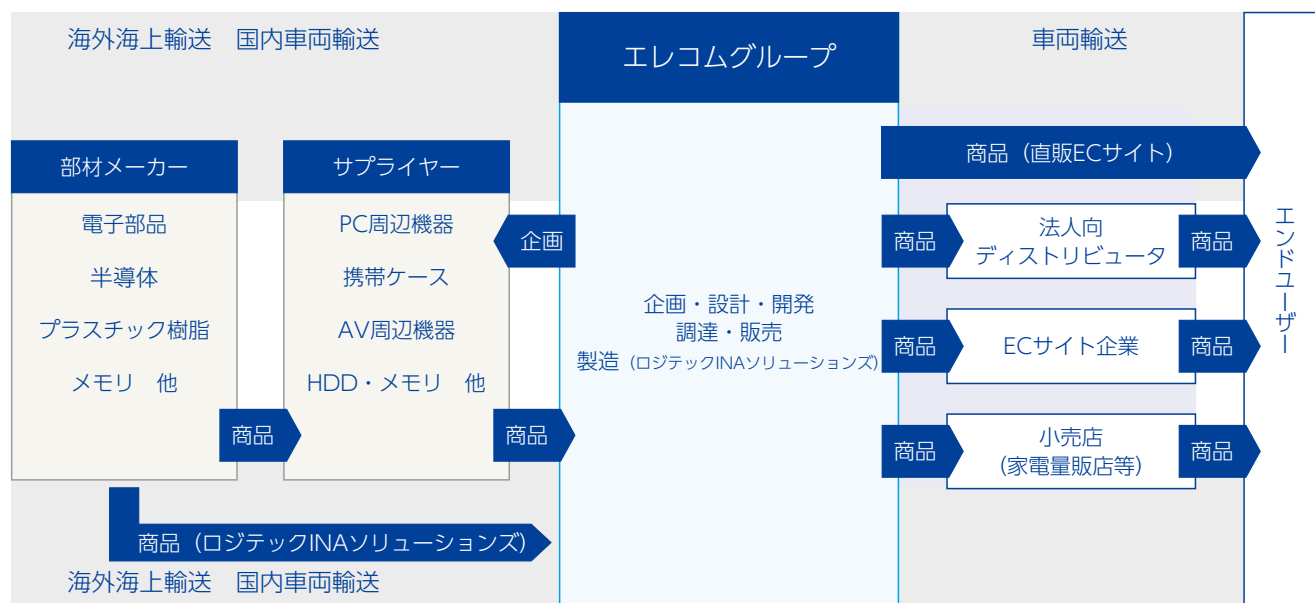 海外海上輸送　国内車両輸送
エレコムグループ
車両輸送
部材メーカー
電子部品
半導体
プラスチック樹脂
メモリ　他
サプライヤー
PC周辺機器
携帯ケース
AV周辺機器
HDD・メモリ　他
企画
商品
商品
商品（ロジテックINAソリューションズ）
海外海上輸送　国内車両輸送
企画・設計・開発
調達・販売
製造（ロジテックINAソリューションズ）
商品（直販ECサイト）
商品
法人向
ディストリビュータ
商品
商品
ECサイト企業
商品
商品
小売店
（家電量販店等）
商品
エンドユーザー